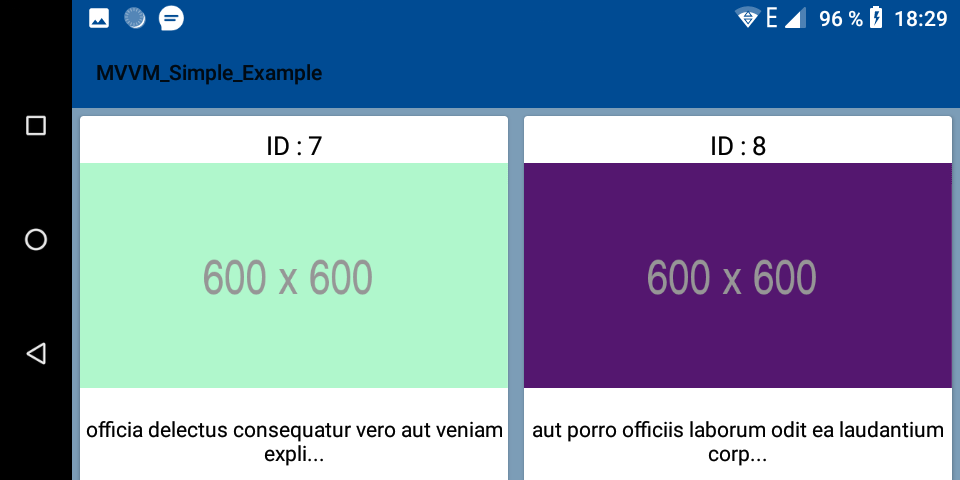 E 96 % 18:29
MVVM_Simple_Example
ID : 7
600 x 600
officia delectus consequatur vero aut veniam
expli...
ID : 8
600 x 600
aut porro officiis laborum odit ea laudantium
corp...